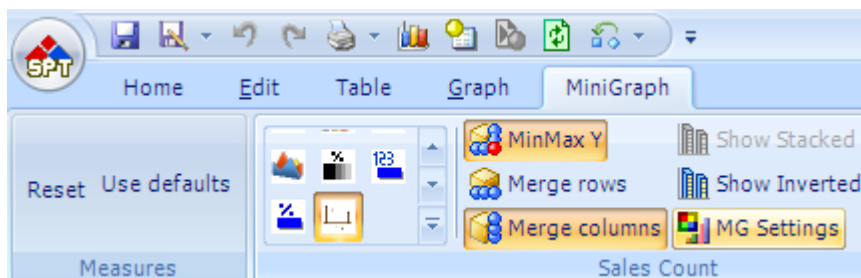 SPT
Home Edit Table Graph MiniGraph
Reset Use defaults
%
123
%
MinMax Y
Merge rows
Merge columns
Show Stacked
Show Inverted
MG Settings
Measures
Sales Count